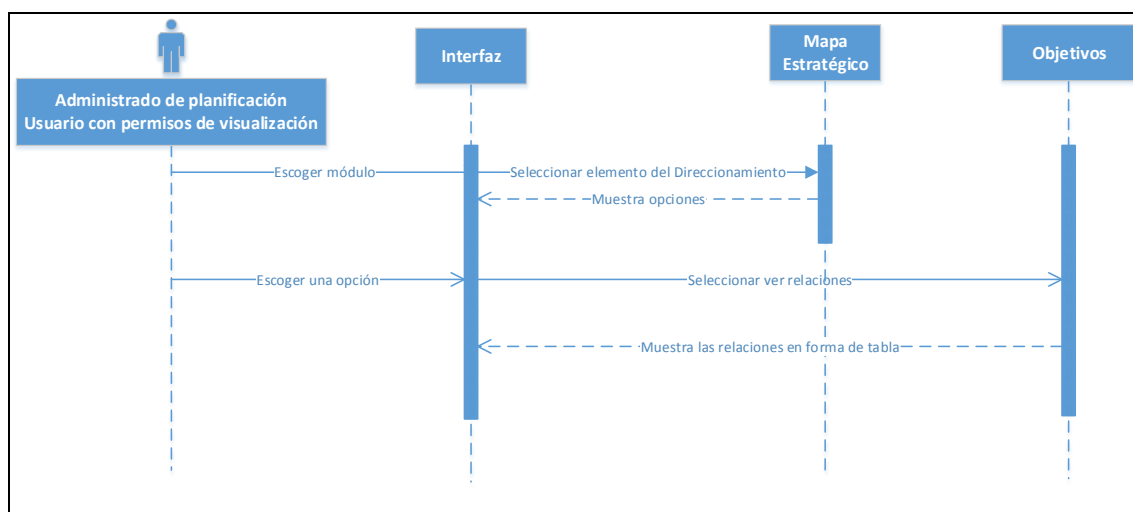 Administrado de planificación
Usuario con permisos de visualización
Interfaz
Mapa
Estratégico
Objetivos
Escoger módulo
Seleccionar elemento del Direccionamiento
Muestra opciones
Escoger una opción
Seleccionar ver relaciones
Muestra las relaciones en forma de tabla